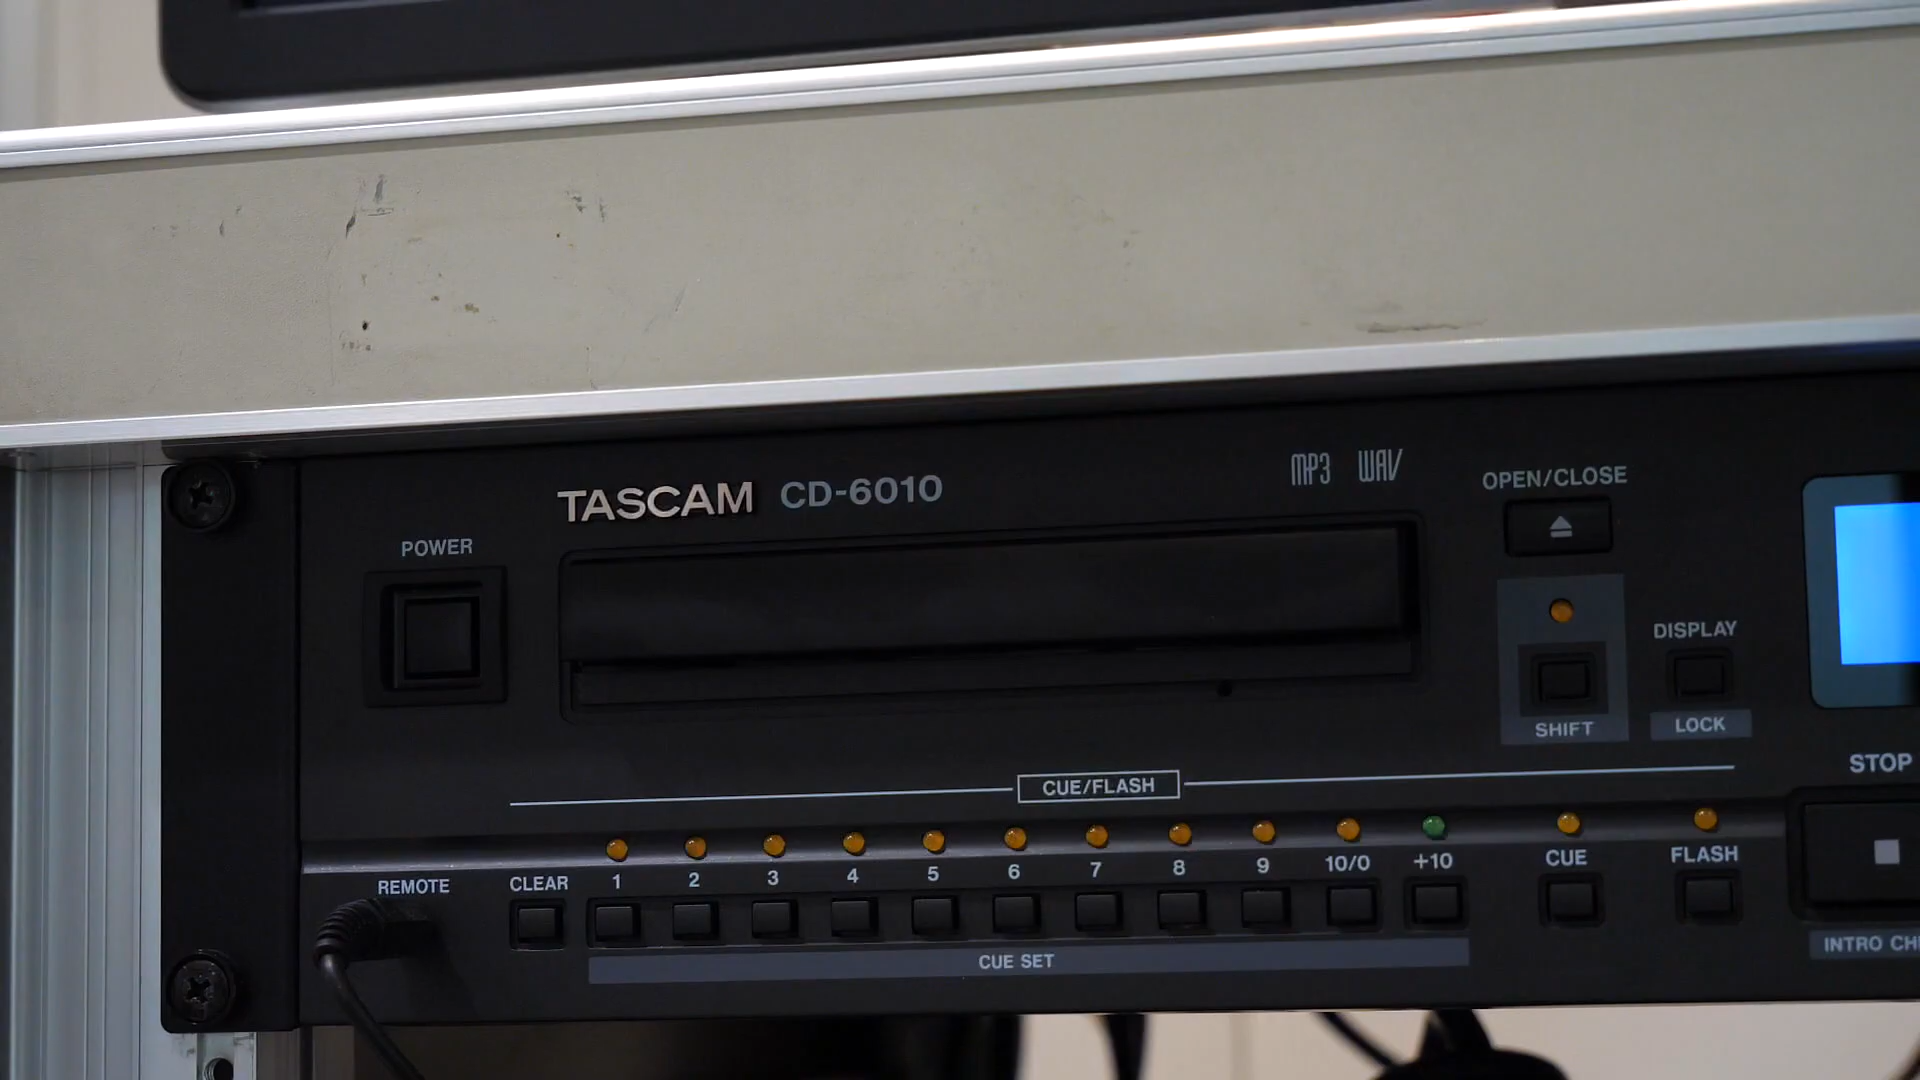 TASCAM CD-6010
MP3 WAV
OPEN/CLOSE
POWER
DISPLAY
SHIFT
LOCK
STOP
CUE/FLASH
REMOTE
CLEAR 1 2 3 4 5 6 7 8 9 10/0 +10 CUE FLASH
CUE SET
INTRO